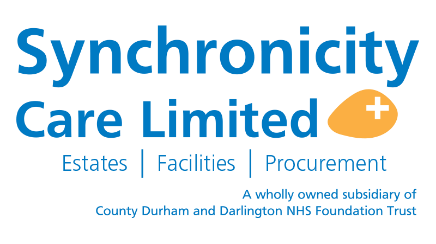 Synchronicity
Care Limited
Estates | Facilities | Procurement
A wholly owned subsidiary of
County Durham and Darlington NHS Foundation Trust